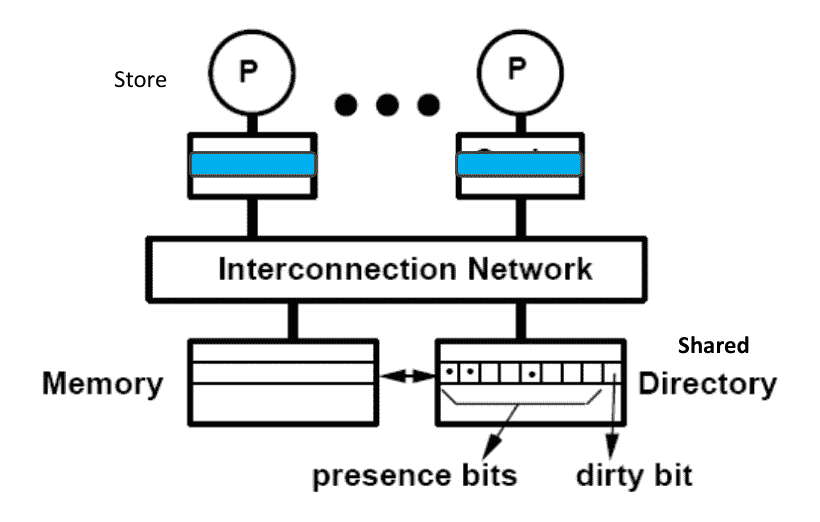 P
P
Store
Interconnection Network
Shared
Memory
Directory
presence bits
dirty bit